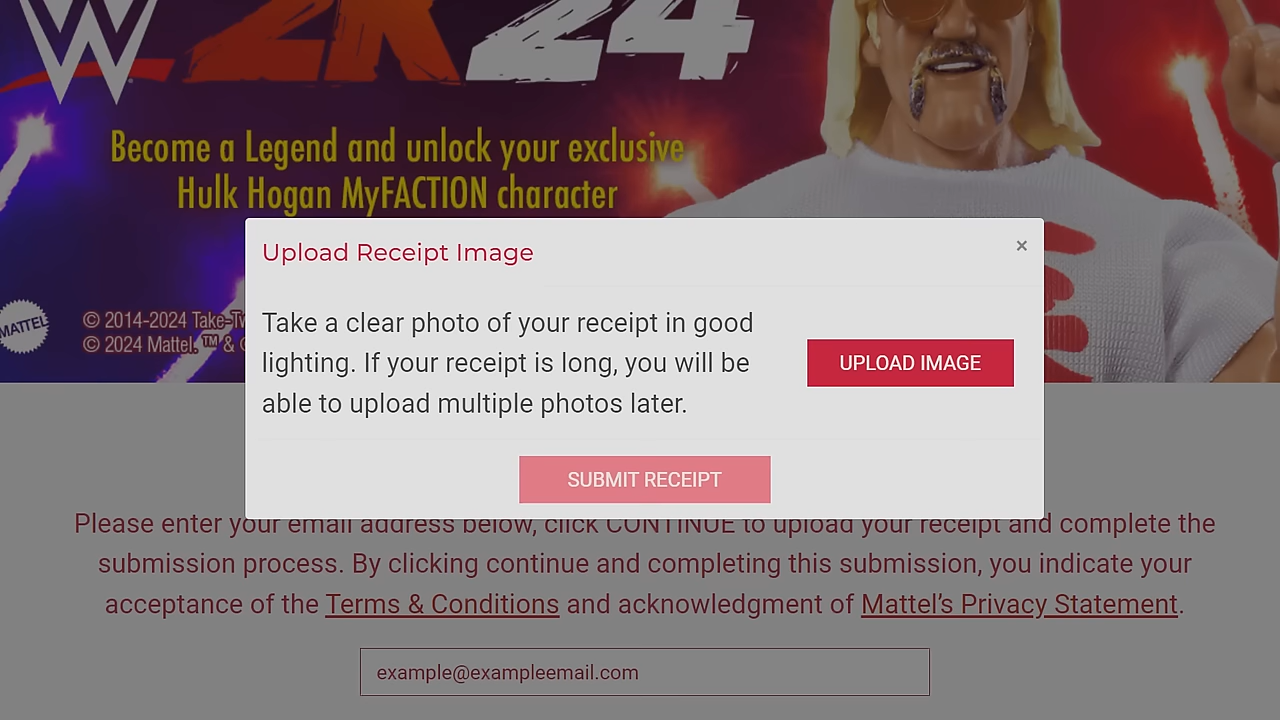 W 2K24
Become a Legend and unlock your exclusive
Hulk Hogan MyFACTION character
Upload Receipt Image
×
MATTEL
© 2014-2024 Take-Tw
© 2024 Mattel. ™ &
Take a clear photo of your receipt in good
lighting. If your receipt is long, you will be
able to upload multiple photos later.
UPLOAD IMAGE
SUBMIT RECEIPT
Please enter your email address below, click CONTINUE to upload your receipt and complete the
submission process. By clicking continue and completing this submission, you indicate your
acceptance of the Terms & Conditions and acknowledgment of Mattel’s Privacy Statement.
example@exampleemail.com